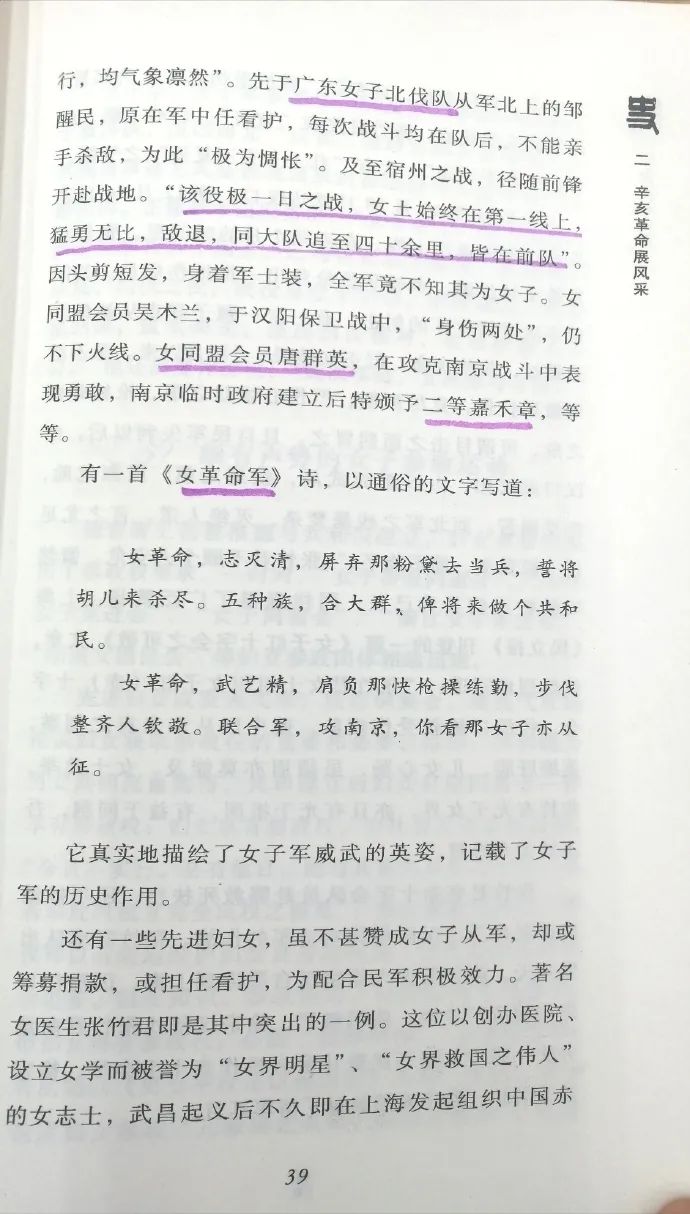 行，均气象凛然”。先于广东女子北伐队从军北上的邹
醒民，原在军中任看护，每次战斗均在队后，不能亲
手杀敌，为此“极为惆怅”。及至宿州之战，径随前锋
开赴战地。“该役极一日之战，女士始终在第一线上，
猛勇无比，敌退，同大队追至四十余里，皆在前队”。
因头剪短发，身着军士装，全军竟不知其为女子。女
同盟会员吴木兰，于汉阳保卫战中，“身伤两处”，仍
不下火线。女同盟会员唐群英，在攻克南京战斗中表
现勇敢，南京临时政府建立后特颁予二等嘉禾章，等
等。
有一首《女革命军》诗，以通俗的文字写道：
女革命，志灭清，屏弃那粉黛去当兵，誓将
胡儿来杀尽。五种族，合大群，俾将来做个共和
民。
女革命，武艺精，肩负那快枪操练勤，步伐
整齐人钦敬。联合军，攻南京，你看那女子亦从
征。
它真实地描绘了女子军威武的英姿，记载了女子
军的历史作用。
还有一些先进妇女，虽不甚赞成女子从军，却或
筹募捐款，或担任看护，为配合民军积极效力。著名
女医生张竹君即是其中突出的一例。这位以创办医院、
设立女学而被誉为“女界明星”、“女界救国之伟人”
的女志士，武昌起义后不久即在上海发起组织中国赤
39
史
二 辛亥革命展风采